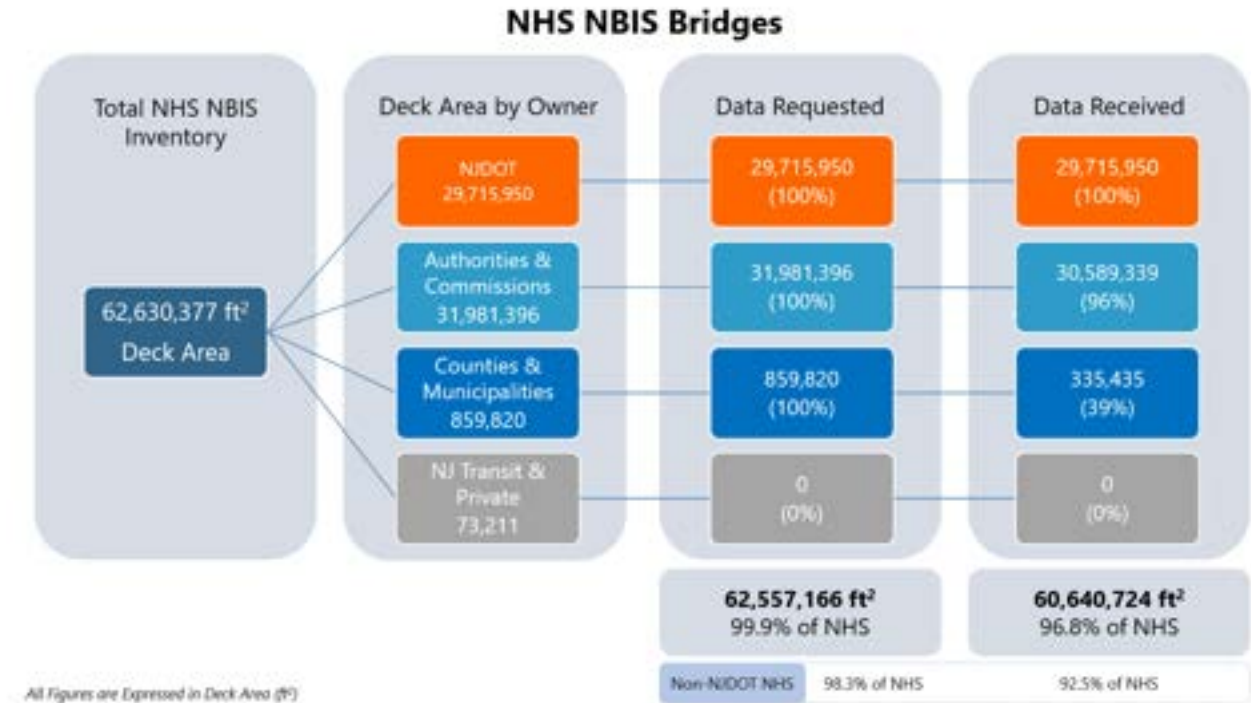 NHS NBIS Bridges
Total NHS NBIS
Inventory
62,630,377 ft²
Deck Area
Deck Area by Owner
NJDOT
29,715,950
Authorities &
Commissions
31,981,396
Counties &
Municipalities
859,820
NJ Transit &
Private
73,211
Data Requested
29,715,950
(100%)
31,981,396
(100%)
859,820
(100%)
0
(0%)
62,557,166 ft²
99.9% of NHS
Data Received
29,715,950
(100%)
30,589,339
(96%)
335,435
(39%)
0
(0%)
60,640,724 ft²
96.8% of NHS
Non-NJDOT NHS 98.3% of NHS 92.5% of NHS
All Figures are Expressed in Deck Area (ft²)